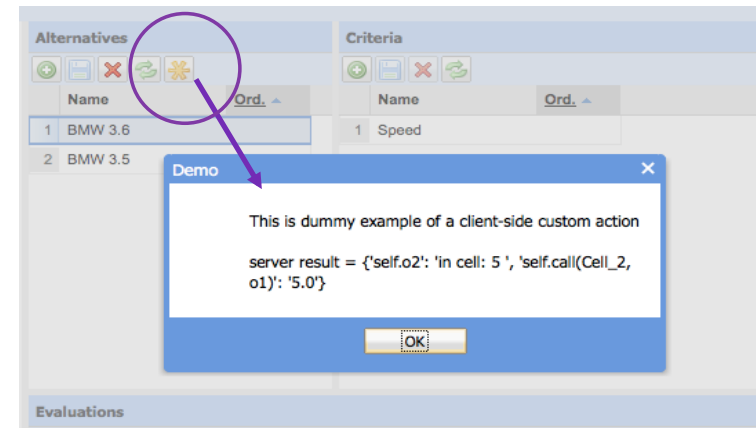 Alternatives
Criteria
Name Ord.
Name Ord.
1 BMW 3.6
1 Speed
2 BMW 3.5
Demo
This is dummy example of a client-side custom action
server result = {'self.o2': 'in cell: 5 ', 'self.call(Cell_2,
o1)': '5.0'}
OK
Evaluations